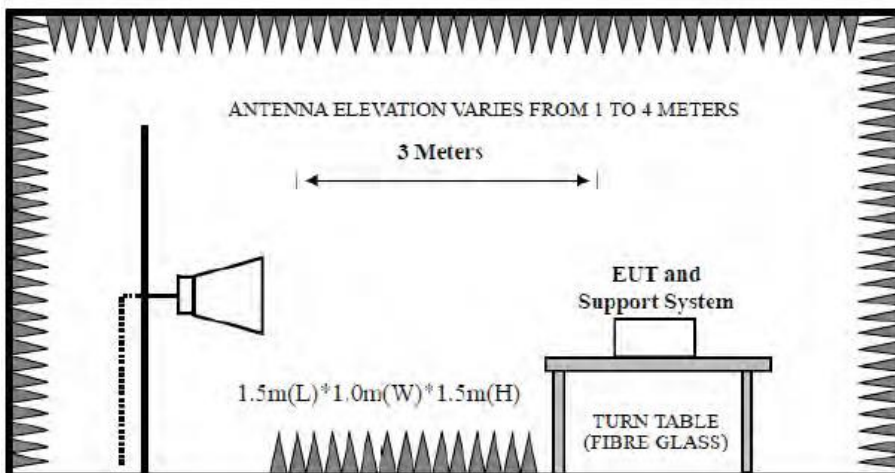 ANTENNA ELEVATION VARIES FROM 1 TO 4 METERS
3 Meters
EUT and
Support System
1.5m(L)*1.0m(W)*1.5m(H)
TURN TABLE
(FIBRE GLASS)